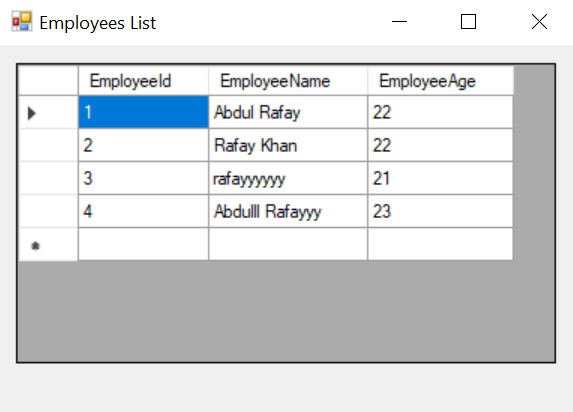 Employees List
EmployeeId EmployeeName EmployeeAge
1 Abdul Rafay 22
2 Rafay Khan 22
3 rafayyyyyy 21
4 Abdulll Rafayyy 23